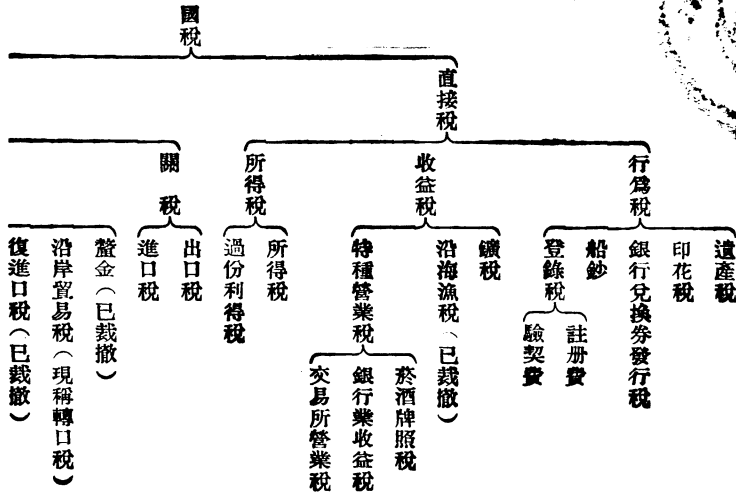 國稅
直接稅
行爲稅
遺產稅
印花稅
銀行兌換券發行稅
船鈔
登錄稅
註册費
驗契費
收益稅
鑛稅
沿海漁稅（已裁撤）
特種營業稅
菸酒牌照稅
銀行業收益稅
交易所營業稅
所得稅
所得稅
過份利得稅
關稅
出口稅
進口稅
釐金（已裁撤）
沿岸貿易稅（現稱轉口稅）
復進口稅（已裁撤）